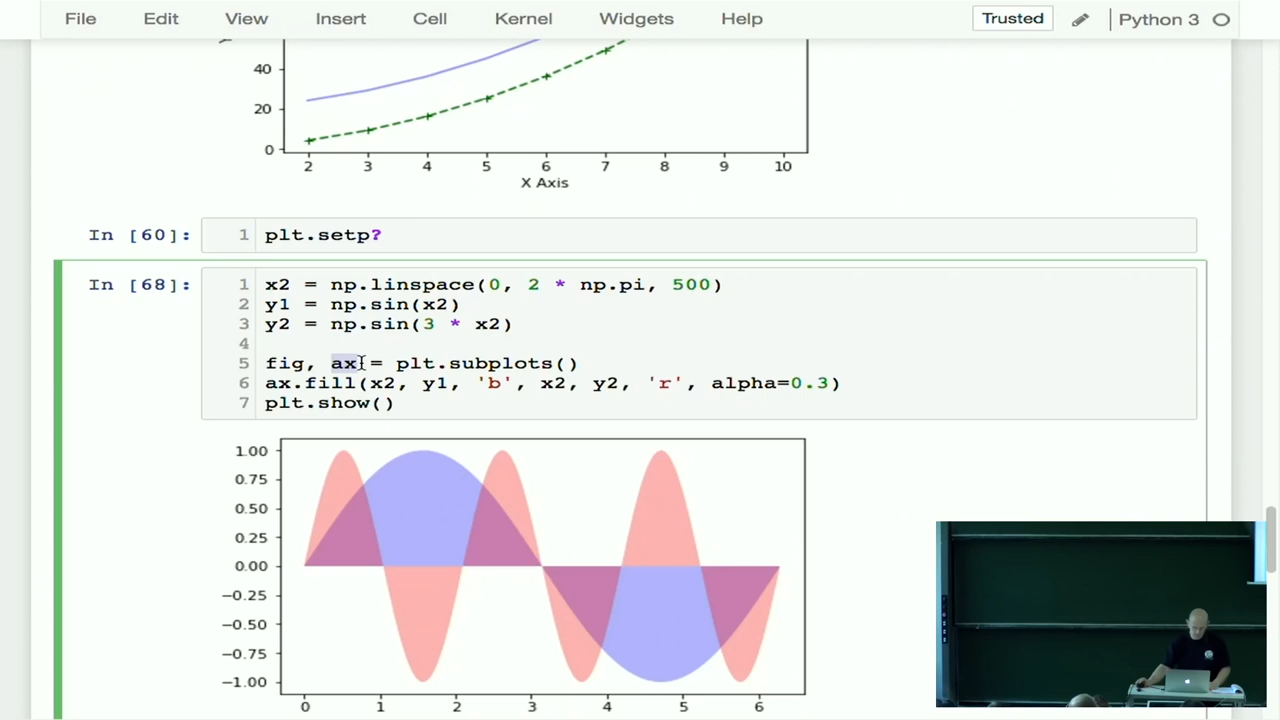 File Edit View Insert Cell Kernel Widgets Help Trusted Python 3
40
20
0
2 3 4 5 6 7 8 9 10
X Axis
In [60]: 1 plt.setp?
In [68]: 1 x2 = np.linspace(0, 2 * np.pi, 500)
2 y1 = np.sin(x2)
3 y2 = np.sin(3 * x2)
4
5 fig, ax = plt.subplots()
6 ax.fill(x2, y1, 'b', x2, y2, 'r', alpha=0.3)
7 plt.show()
1.00
0.75
0.50
0.25
0.00
−0.25
−0.50
−0.75
−1.00
0 1 2 3 4 5 6